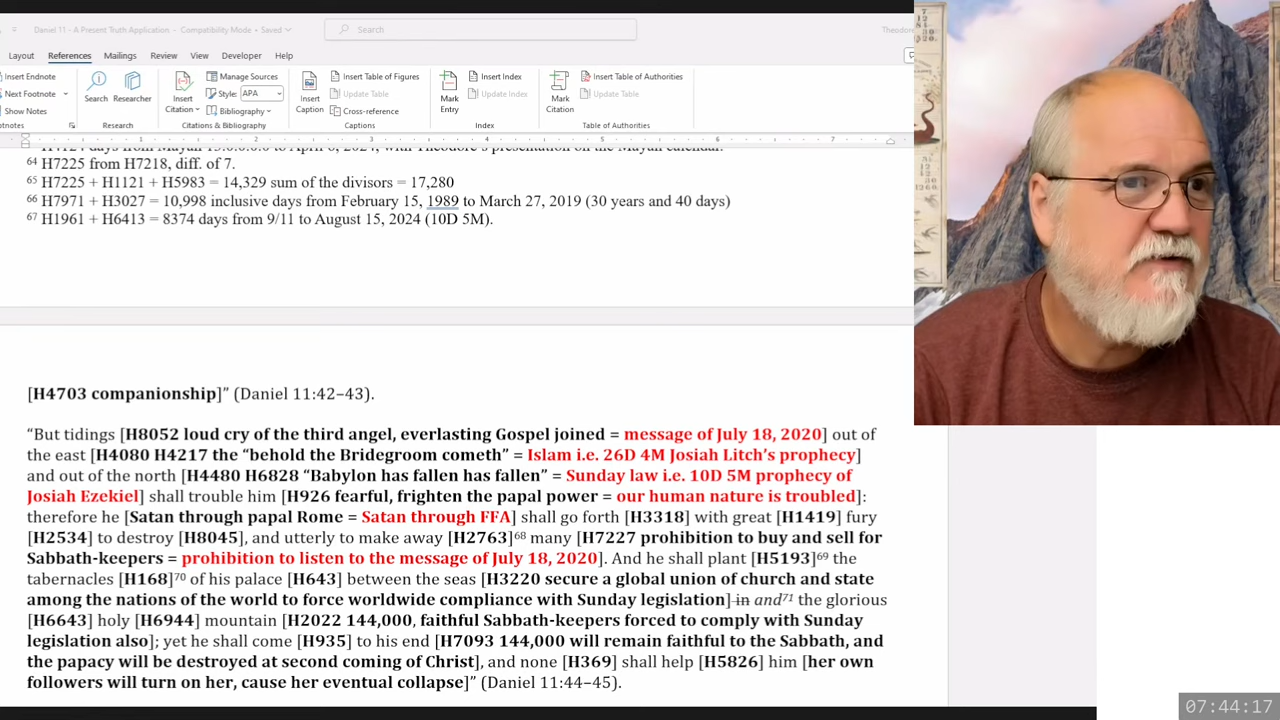 Daniel 11 - A Present Truth Application - Compatibility Mode • Saved
Search
Theodore
Layout References Mailings Review View Developer Help
Insert Endnote
Next Footnote
Show Notes
Search
Researcher
Research
Insert Citation
Manage Sources
Style: APA
Bibliography
Citations & Bibliography
Insert Caption
Insert Table of Figures
Update Table
Cross-reference
Captions
Mark Entry
Insert Index
Update Index
Index
Mark Citation
Insert Table of Authorities
Update Table
Table of Authorities
64 H7225 from H7218, diff. of 7.
65 H7225 + H1121 + H5983 = 14,329 sum of the divisors = 17,280
66 H7971 + H3027 = 10,998 inclusive days from February 15, 1989 to March 27, 2019 (30 years and 40 days)
67 H1961 + H6413 = 8374 days from 9/11 to August 15, 2024 (10D 5M).
[H4703 companionship]” (Daniel 11:42–43).
“But tidings [H8052 loud cry of the third angel, everlasting Gospel joined = message of July 18, 2020] out of
the east [H4080 H4217 the “behold the Bridegroom cometh” = Islam i.e. 26D 4M Josiah Litch’s prophecy]
and out of the north [H4480 H6828 “Babylon has fallen has fallen” = Sunday law i.e. 10D 5M prophecy of
Josiah Ezekiel] shall trouble him [H926 fearful, frighten the papal power = our human nature is troubled]:
therefore he [Satan through papal Rome = Satan through FFA] shall go forth [H3318] with great [H1419] fury
[H2534] to destroy [H8045], and utterly to make away [H2763]68 many [H7227 prohibition to buy and sell for
Sabbath-keepers = prohibition to listen to the message of July 18, 2020]. And he shall plant [H5193]69 the
tabernacles [H168]70 of his palace [H643] between the seas [H3220 secure a global union of church and state
among the nations of the world to force worldwide compliance with Sunday legislation] in and71 the glorious
[H6643] holy [H6944] mountain [H2022 144,000, faithful Sabbath-keepers forced to comply with Sunday
legislation also]; yet he shall come [H935] to his end [H7093 144,000 will remain faithful to the Sabbath, and
the papacy will be destroyed at second coming of Christ], and none [H369] shall help [H5826] him [her own
followers will turn on her, cause her eventual collapse]” (Daniel 11:44–45).
07:44:17